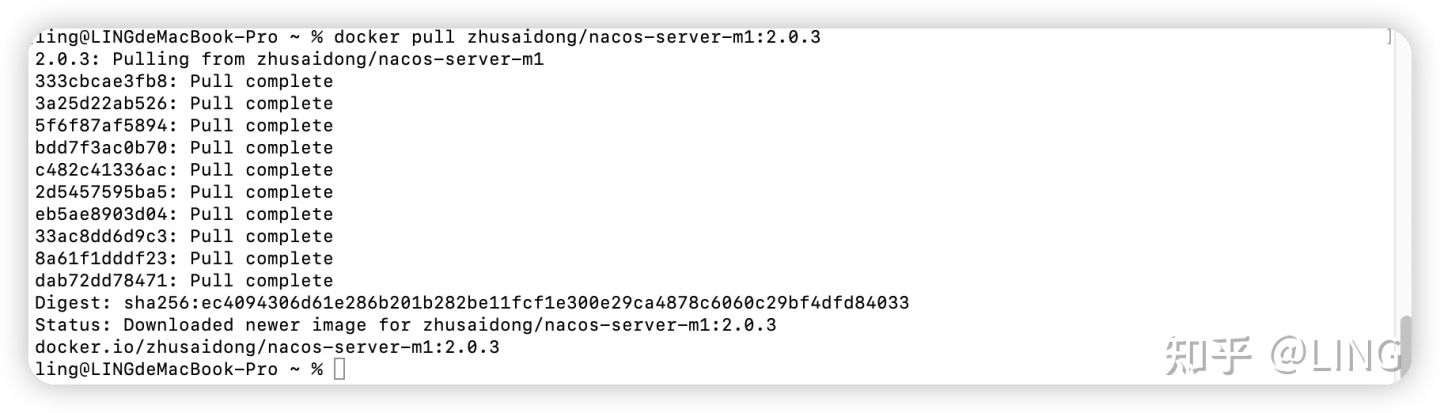 ling@LINGdeMacBook-Pro ~ % docker pull zhusaidong/nacos-server-m1:2.0.3
2.0.3: Pulling from zhusaidong/nacos-server-m1
333cbcae3fb8: Pull complete
3a25d22ab526: Pull complete
5f6f87af5894: Pull complete
bdd7f3ac0b70: Pull complete
c482c41336ac: Pull complete
2d5457595ba5: Pull complete
eb5ae8903d04: Pull complete
33ac8dd6d9c3: Pull complete
8a61f1dddf23: Pull complete
dab72dd78471: Pull complete
Digest: sha256:ec4094306d61e286b201b282be11fcf1e300e29ca4878c6060c29bf4dfd84033
Status: Downloaded newer image for zhusaidong/nacos-server-m1:2.0.3
docker.io/zhusaidong/nacos-server-m1:2.0.3
ling@LINGdeMacBook-Pro ~ %
知乎 @LING